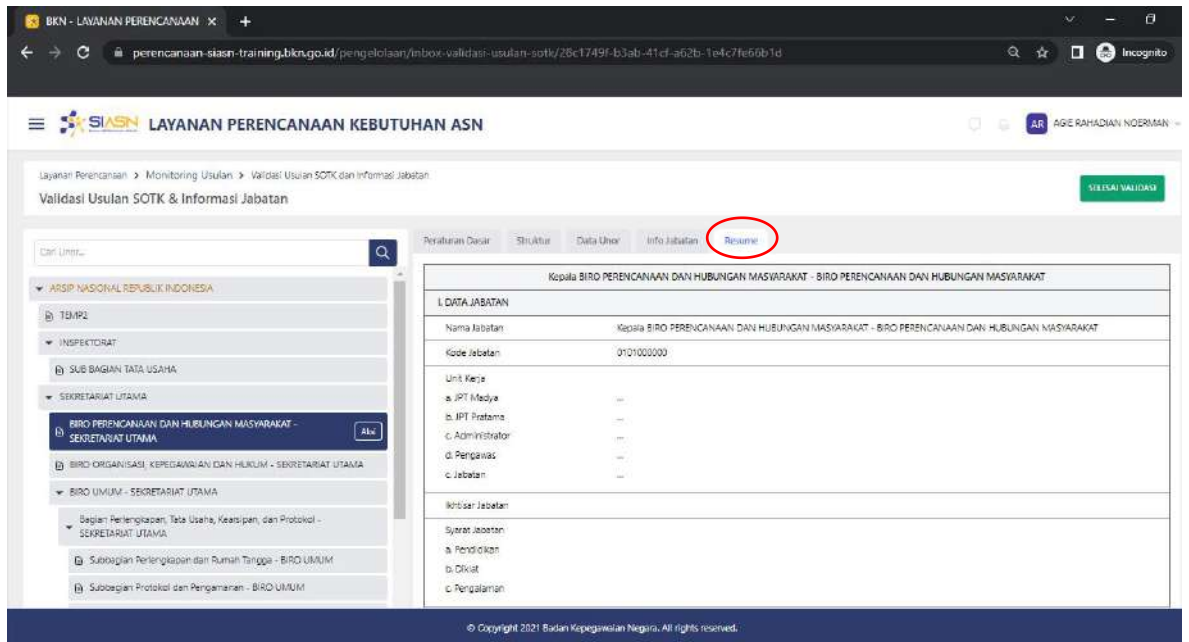 BKN - LAYANAN PERENCANAAN
perencanaan-siasn-training.bkn.go.id/pengelolaan/inbox-validasi-usulan-sotk/
Incognito
SIASN LAYANAN PERENCANAAN KEBUTUHAN ASN
AR AGIE RAHADIAN NOERMAN
Layanan Perencanaan > Monitoring Usulan > Validasi Usulan SOTK dan Informasi Jabatan
Validasi Usulan SOTK & Informasi Jabatan
SELESAI VALIDASI
Cari Unor...
Peraturan Dasar Struktur Data Unor Info Jabatan Resume
ARSIP NASIONAL REPUBLIK INDONESIA
TEMP2
INSPEKTORAT
SUB BAGIAN TATA USAHA
SEKRETARIAT UTAMA
BIRO PERENCANAAN DAN HUBUNGAN MASYARAKAT -
SEKRETARIAT UTAMA
Aksi
BIRO ORGANISASI, KEPEGAWAIAN DAN HUKUM - SEKRETARIAT UTAMA
BIRO UMUM - SEKRETARIAT UTAMA
Bagian Perlengkapan, Tata Usaha, Kearsipan, dan Protokol -
SEKRETARIAT UTAMA
Subbagian Perlengkapan dan Rumah Tangga - BIRO UMUM
Subbagian Protokol dan Pengamanan - BIRO UMUM
Kepala BIRO PERENCANAAN DAN HUBUNGAN MASYARAKAT - BIRO PERENCANAAN DAN HUBUNGAN MASYARAKAT
I. DATA JABATAN
Nama Jabatan Kepala BIRO PERENCANAAN DAN HUBUNGAN MASYARAKAT - BIRO PERENCANAAN DAN HUBUNGAN MASYARAKAT
Kode Jabatan 0101000000
Unit Kerja
a. JPT Madya ...
b. JPT Pratama ...
c. Administrator ...
d. Pengawas ...
c. Jabatan ...
Ikhtisar Jabatan
Syarat Jabatan
a. Pendidikan
b. Diklat
c. Pengalaman
© Copyright 2021 Badan Kepegawaian Negara. All rights reserved.